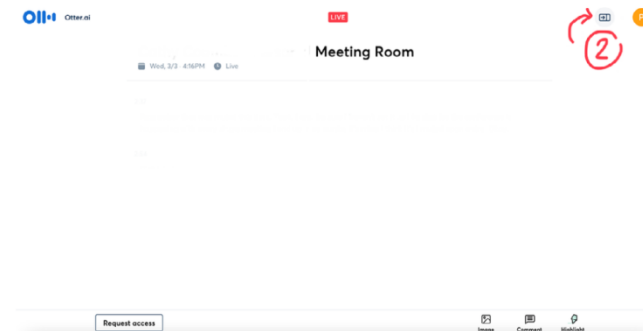 Otter.ai
LIVE
2
Meeting Room
Wed, 3/3 · 4:16PM Live
Request access
Image Comment Highlight